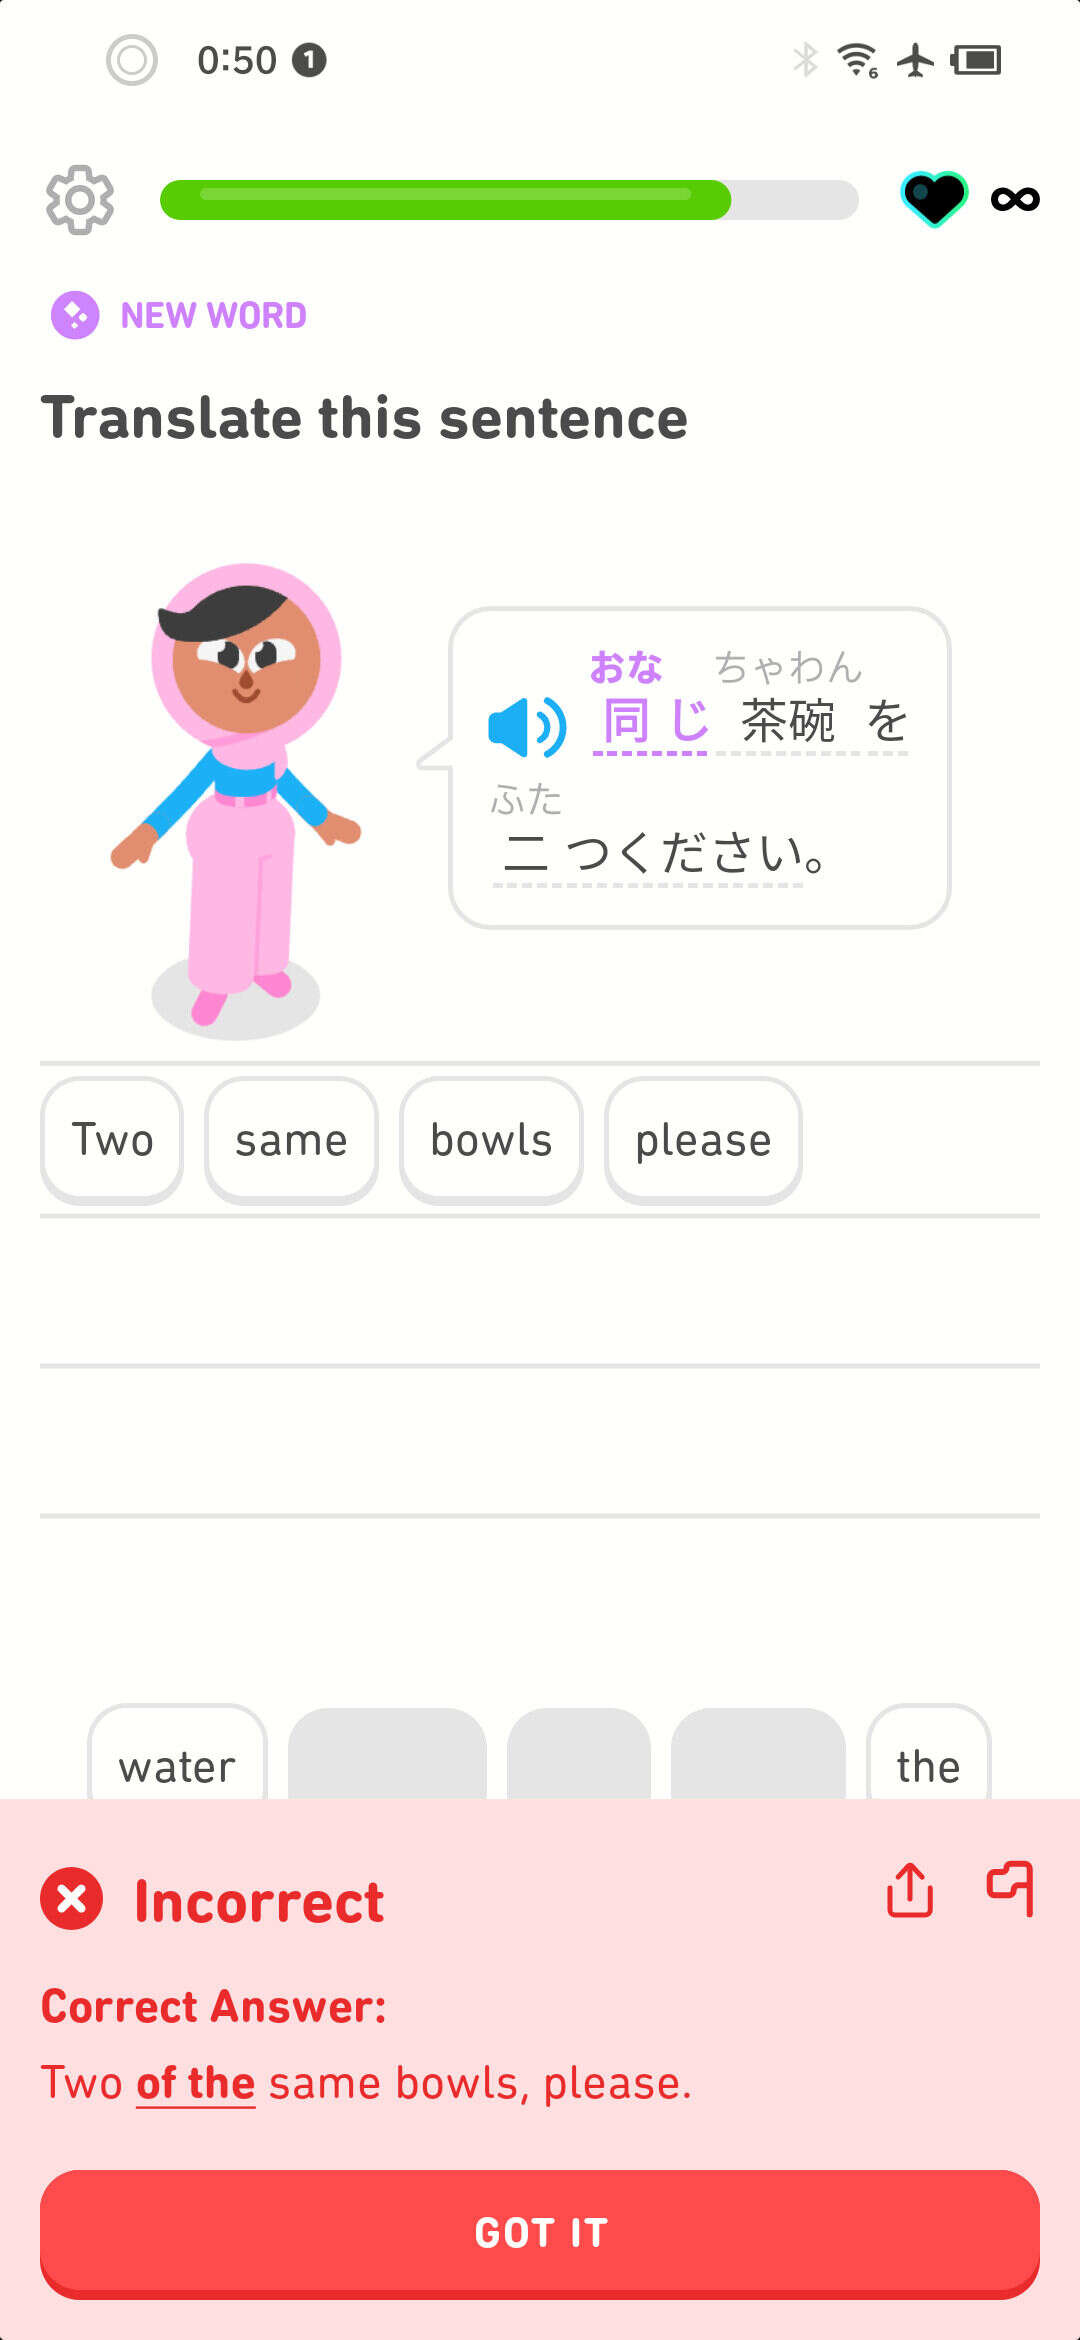 0:50 1
6
NEW WORD
Translate this sentence
おな ちゃわん
同じ 茶碗 を
ふた
二つください。
Two same bowls please
water the
Incorrect
Correct Answer:
Two of the same bowls, please.
GOT IT